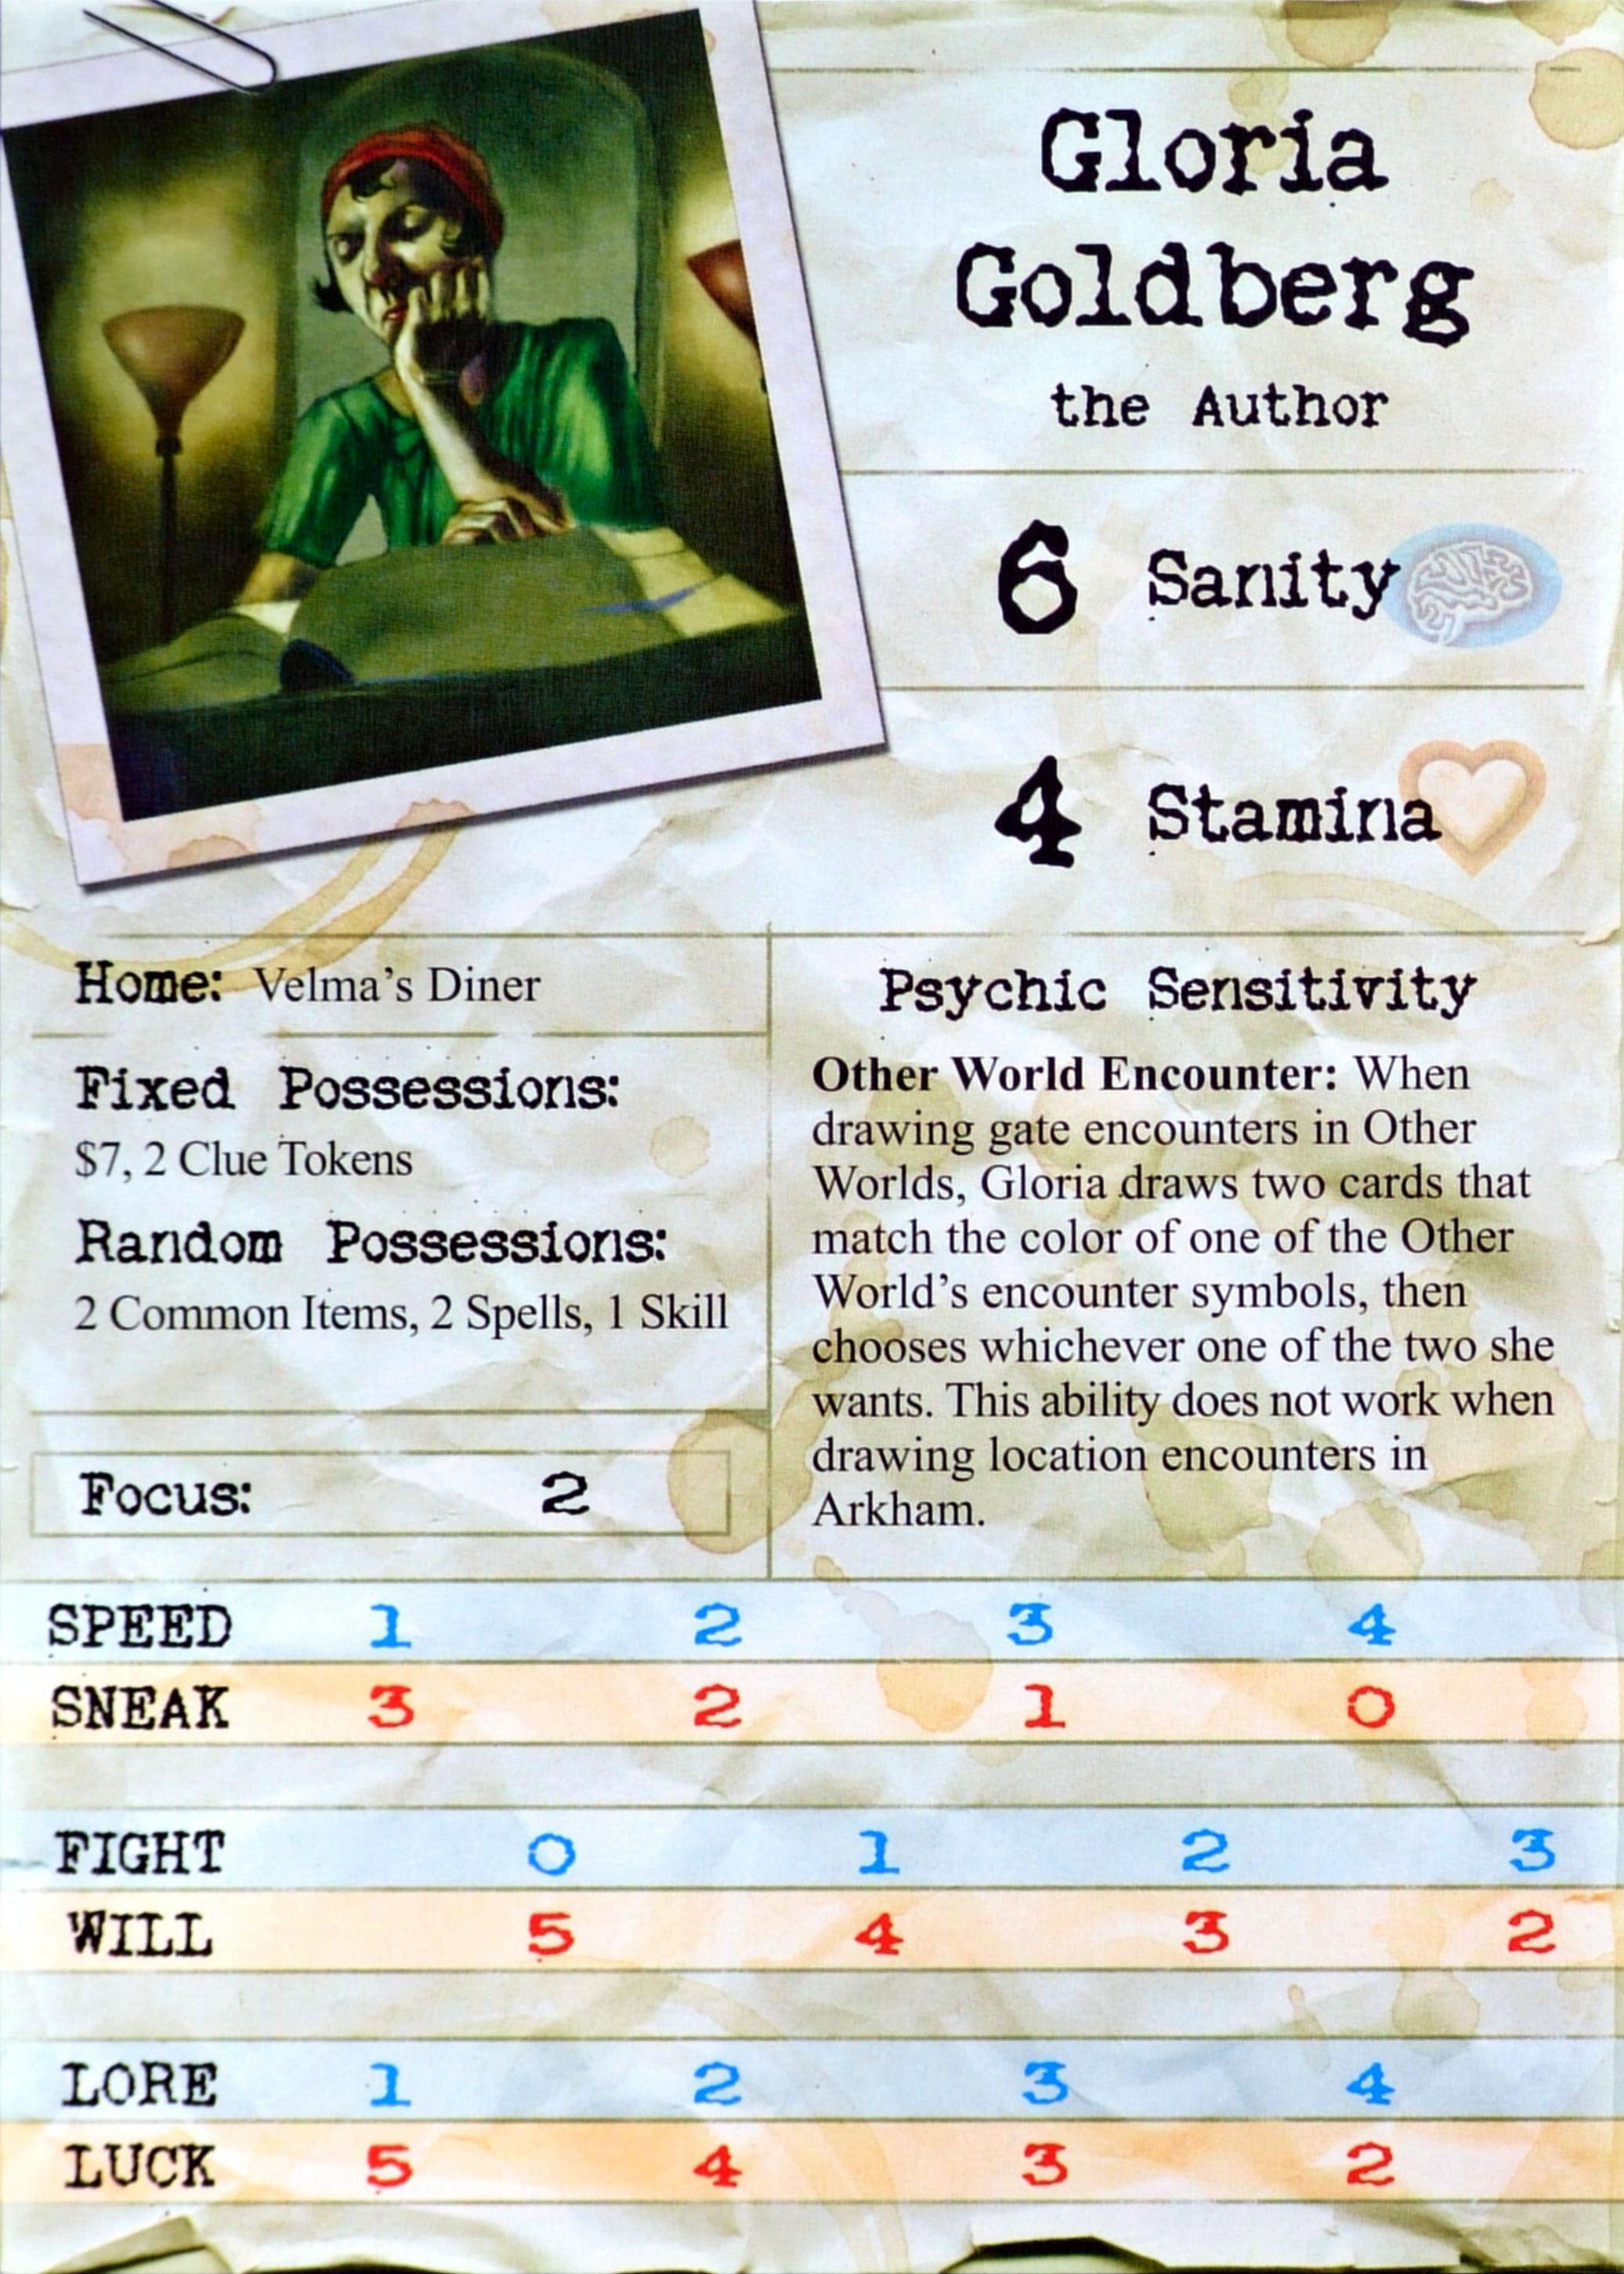 Gloria
Goldberg
the Author
6 Sanity
4 Stamina
Home: Velma's Diner
Fixed Possessions:
$7, 2 Clue Tokens
Random Possessions:
2 Common Items, 2 Spells, 1 Skill
Focus: 2
Psychic Sensitivity
Other World Encounter: When
drawing gate encounters in Other
Worlds, Gloria draws two cards that
match the color of one of the Other
World's encounter symbols, then
chooses whichever one of the two she
wants. This ability does not work when
drawing location encounters in
Arkham.
SPEED 1 2 3 4
SNEAK 3 2 1 0
FIGHT 0 1 2 3
WILL 5 4 3 2
LORE 1 2 3 4
LUCK 5 4 3 2